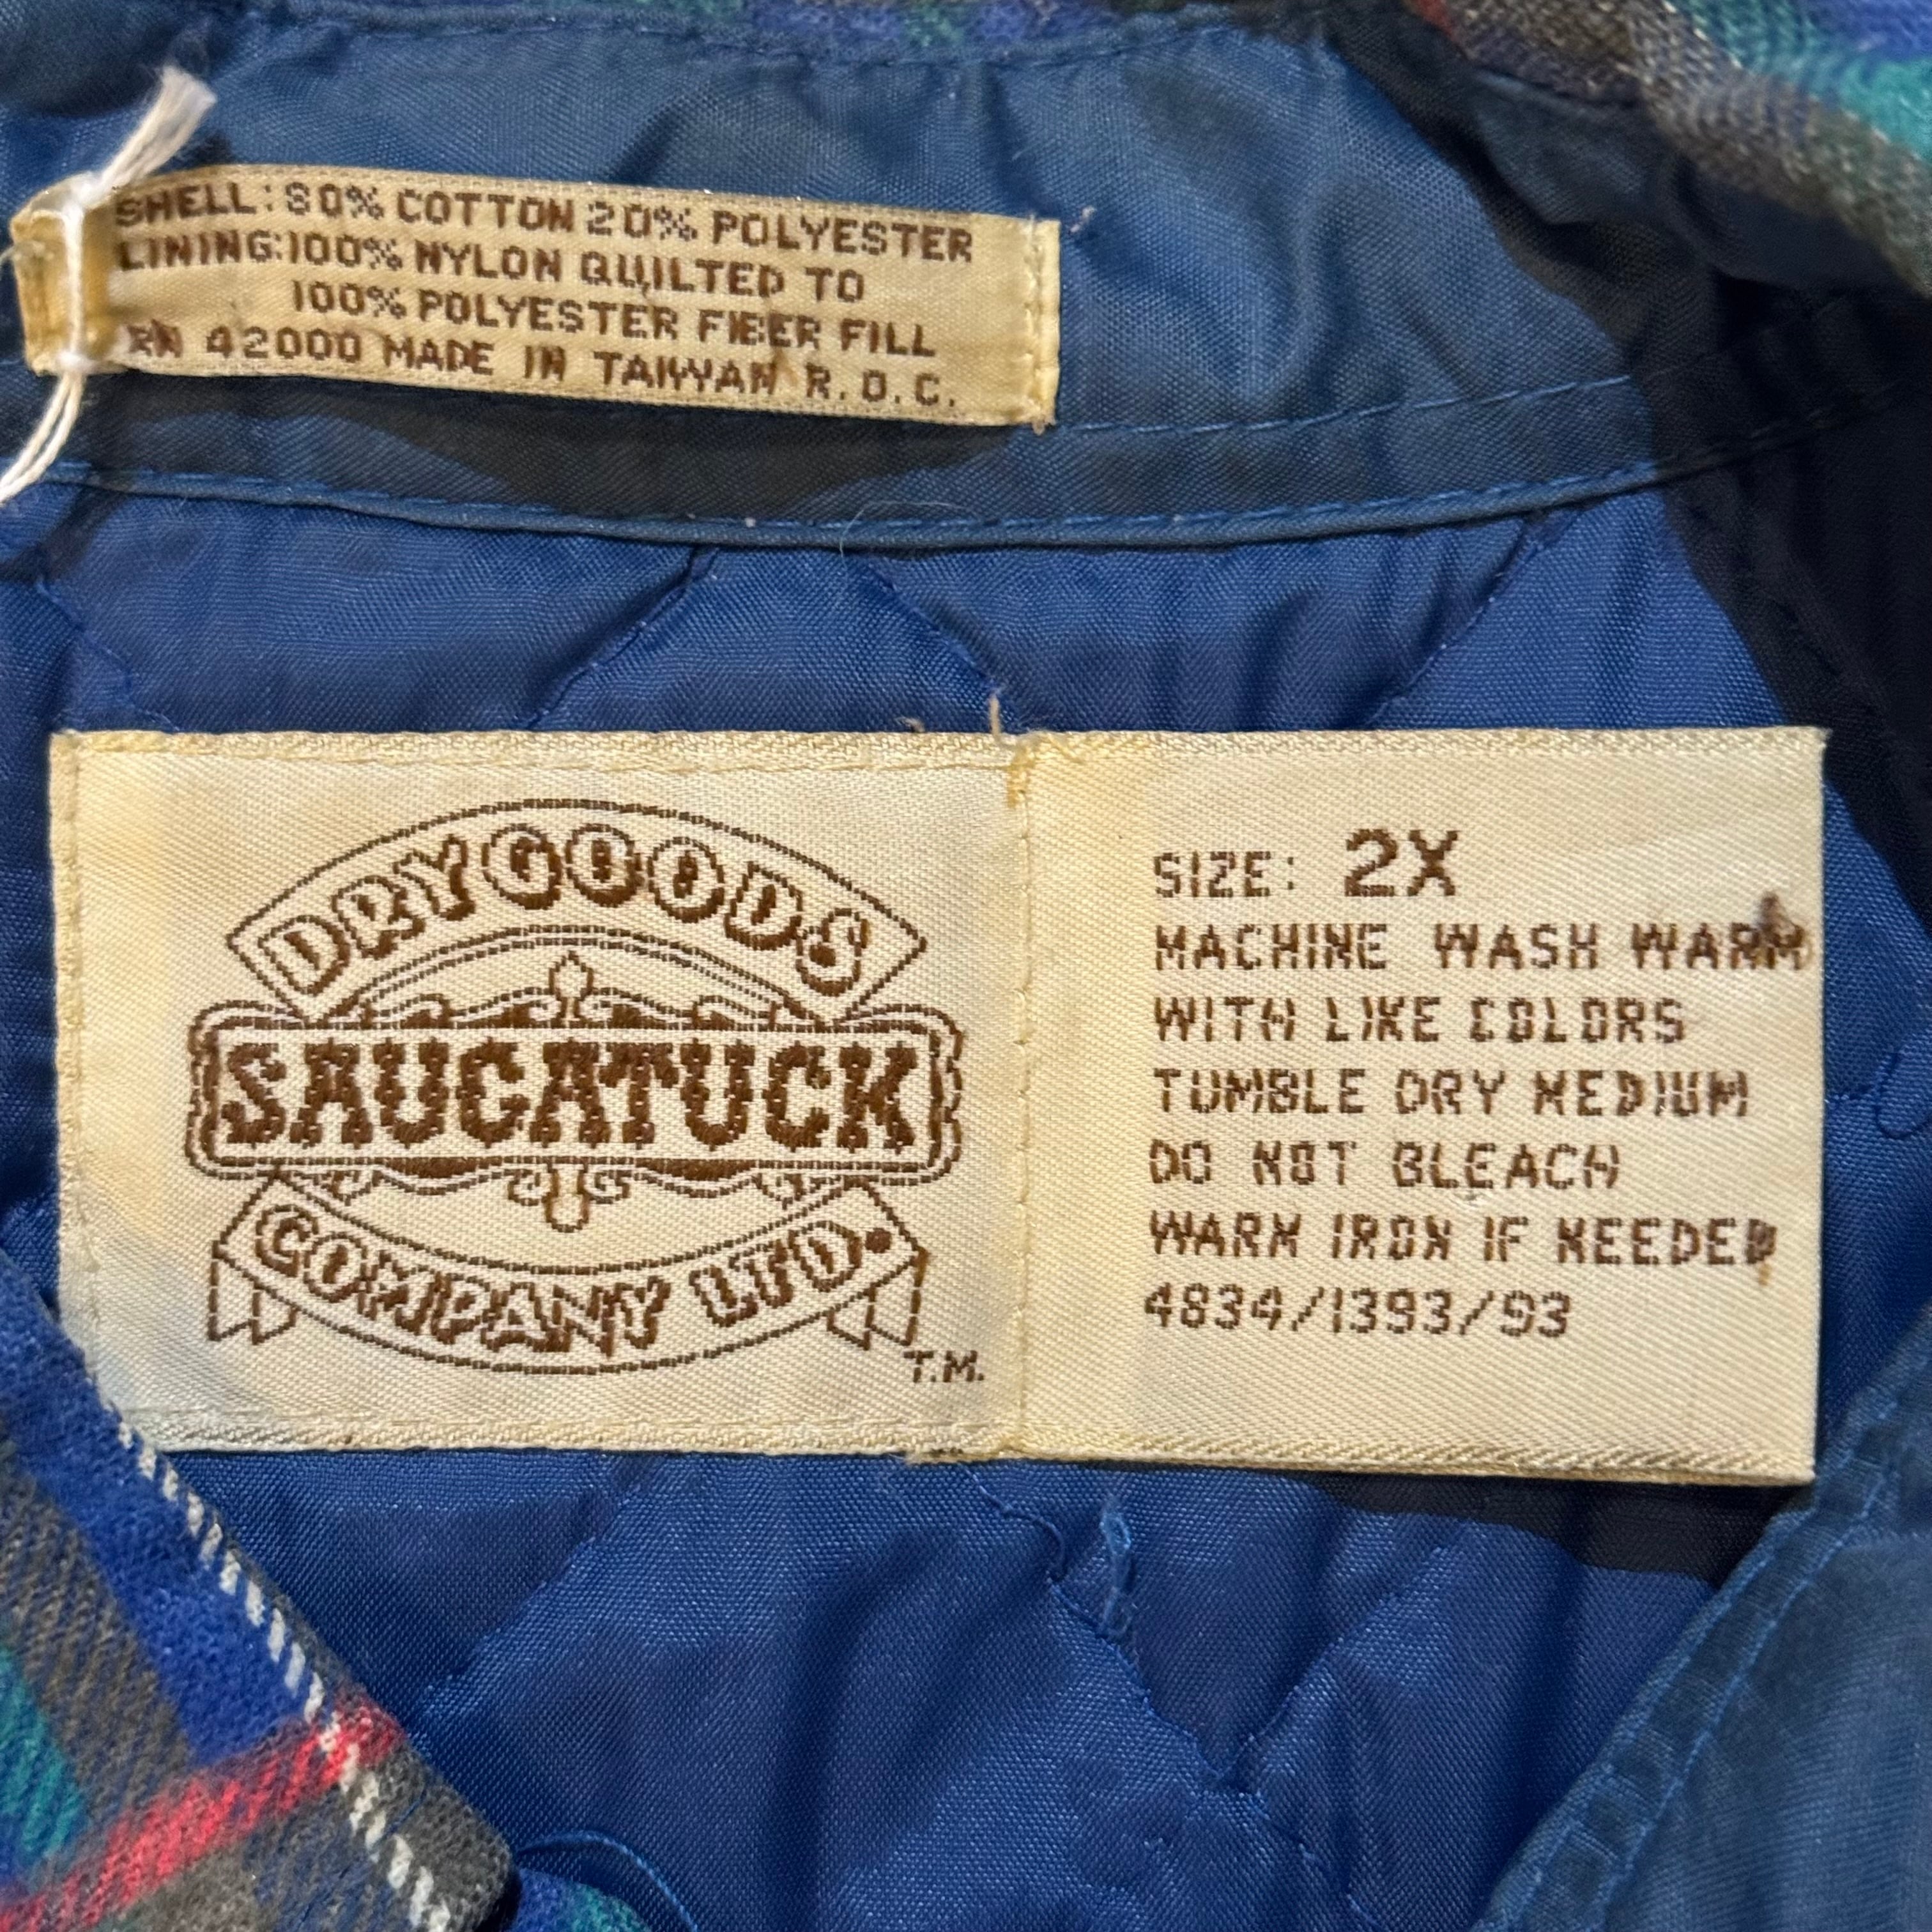 SHELL: 80% COTTON 20% POLYESTER
LINING: 100% NYLON QUILTED TO
100% POLYESTER FIBER FILL
RN 42000 MADE IN TAIWAN R.O.C.
DRY GOODS
SAUGATUCK
COMPANY LTD.
T.M.
SIZE: 2X
MACHINE WASH WARM
WITH LIKE COLORS
TUMBLE DRY MEDIUM
DO NOT BLEACH
WARM IRON IF NEEDED
4834/1393/93